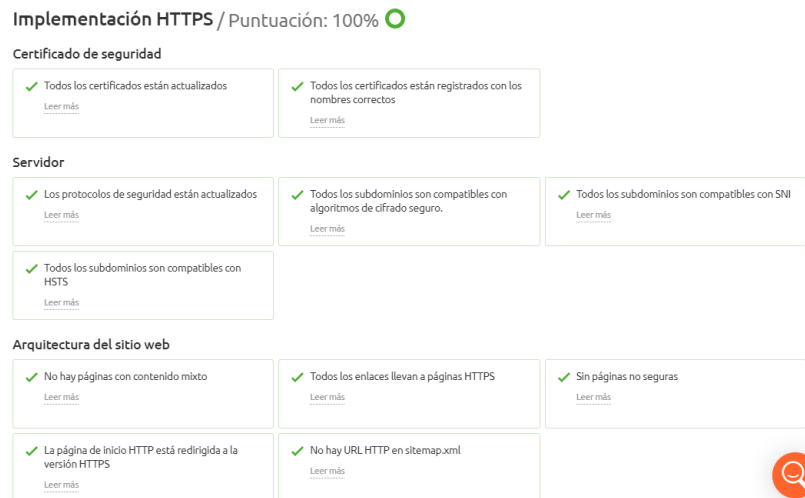 Implementación HTTPS / Puntuación: 100%
Certificado de seguridad
Todos los certificados están actualizados
Leer más
Todos los certificados están registrados con los
nombres correctos
Leer más
Servidor
Los protocolos de seguridad están actualizados
Leer más
Todos los subdominios son compatibles con
algoritmos de cifrado seguro.
Leer más
Todos los subdominios son compatibles con SNI
Leer más
Todos los subdominios son compatibles con
HSTS
Leer más
Arquitectura del sitio web
No hay páginas con contenido mixto
Leer más
Todos los enlaces llevan a páginas HTTPS
Leer más
Sin páginas no seguras
Leer más
La página de inicio HTTP está redirigida a la
versión HTTPS
Leer más
No hay URL HTTP en sitemap.xml
Leer más